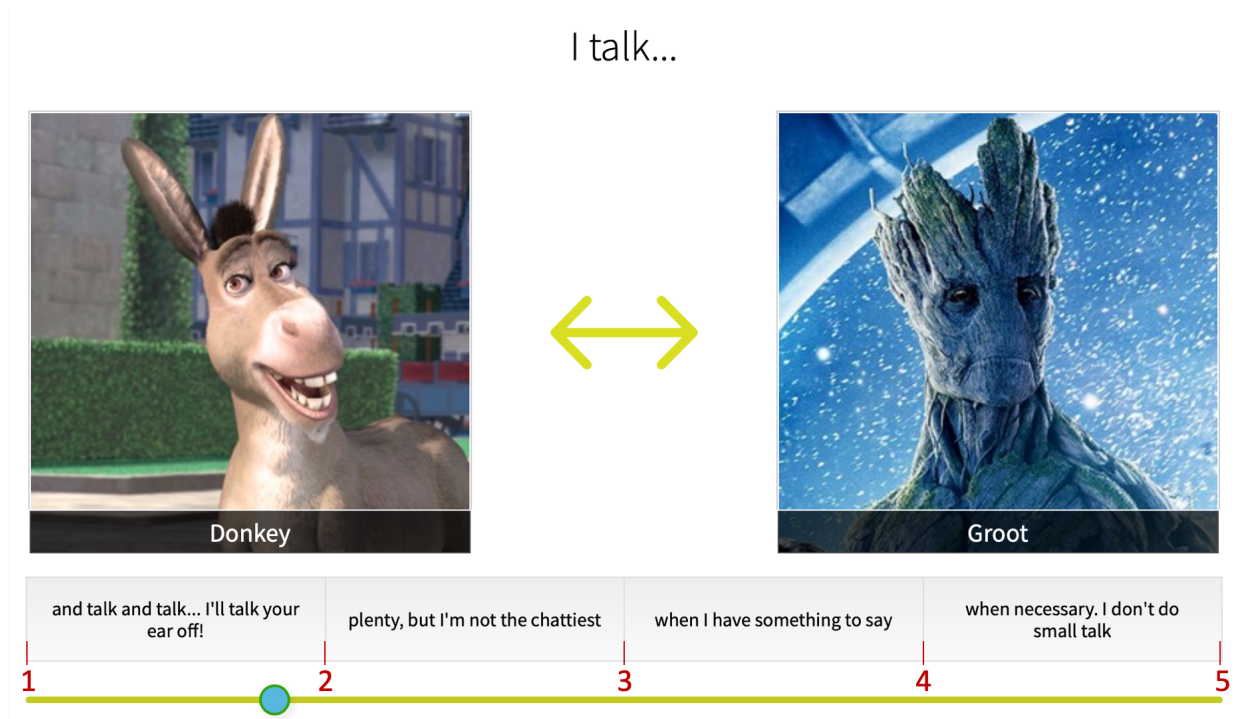 I talk...
Donkey
Groot
and talk and talk... I'll talk your
ear off!
plenty, but I'm not the chattiest
when I have something to say
when necessary. I don't do
small talk
1
2
3
4
5